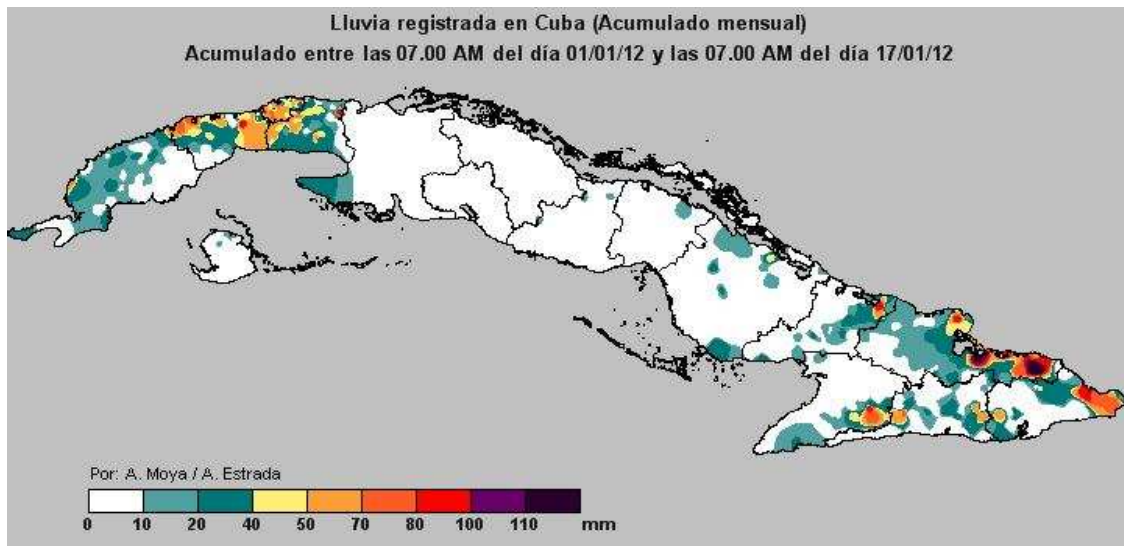 Lluvia registrada en Cuba (Acumulado mensual)
Acumulado entre las 07.00 AM del día 01/01/12 y las 07.00 AM del día 17/01/12
Por: A. Moya / A. Estrada
0 10 20 40 50 70 80 100 110 mm